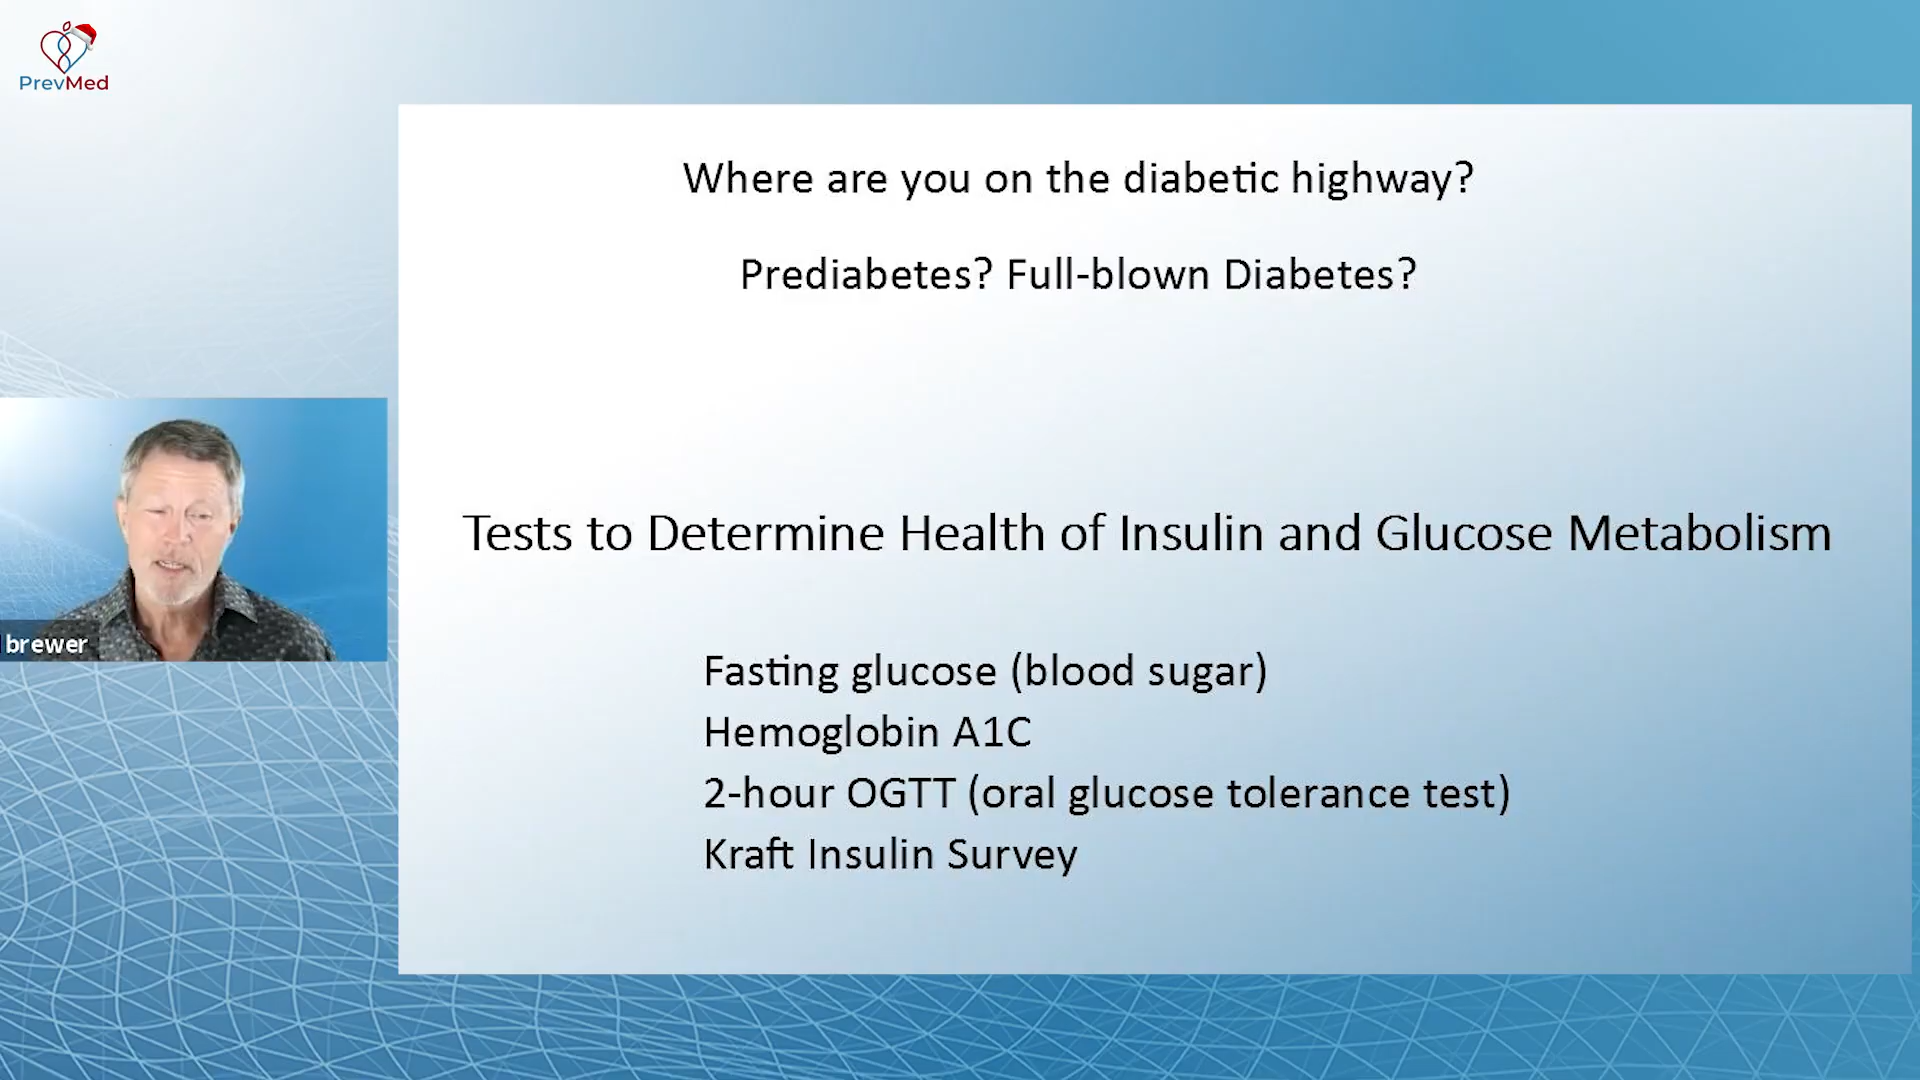 PrevMed
Where are you on the diabetic highway?
Prediabetes? Full-blown Diabetes?
Tests to Determine Health of Insulin and Glucose Metabolism
Fasting glucose (blood sugar)
Hemoglobin A1C
2-hour OGTT (oral glucose tolerance test)
Kraft Insulin Survey
brewer